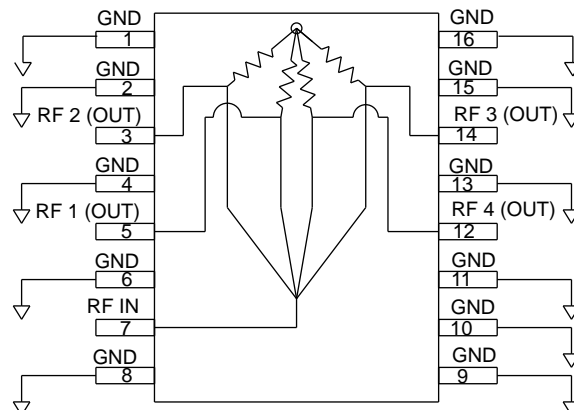 GND
1
GND
2
RF 2 (OUT)
3
GND
4
RF 1 (OUT)
5
GND
6
RF IN
7
GND
8
GND
16
GND
15
RF 3 (OUT)
14
GND
13
RF 4 (OUT)
12
GND
11
GND
10
GND
9